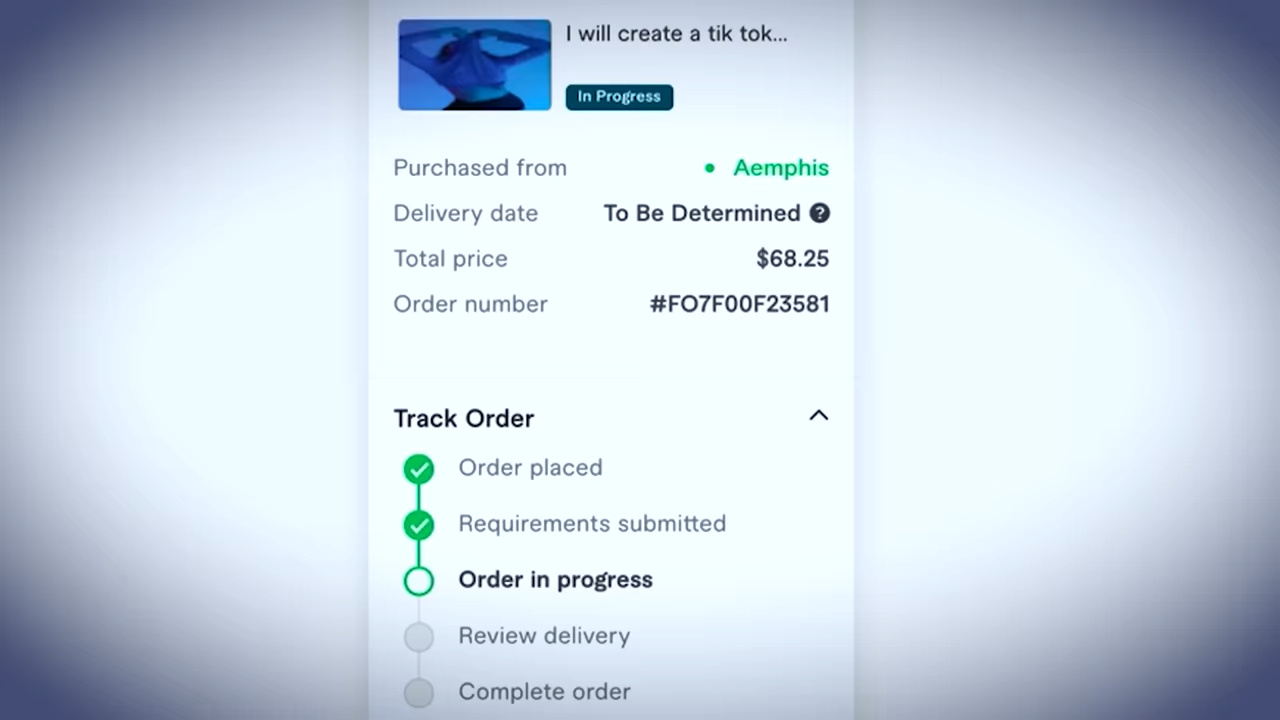 I will create a tik tok...
In Progress
Purchased from Aemphis
Delivery date To Be Determined ?
Total price $68.25
Order number #FO7F00F23581
Track Order
Order placed
Requirements submitted
Order in progress
Review delivery
Complete order